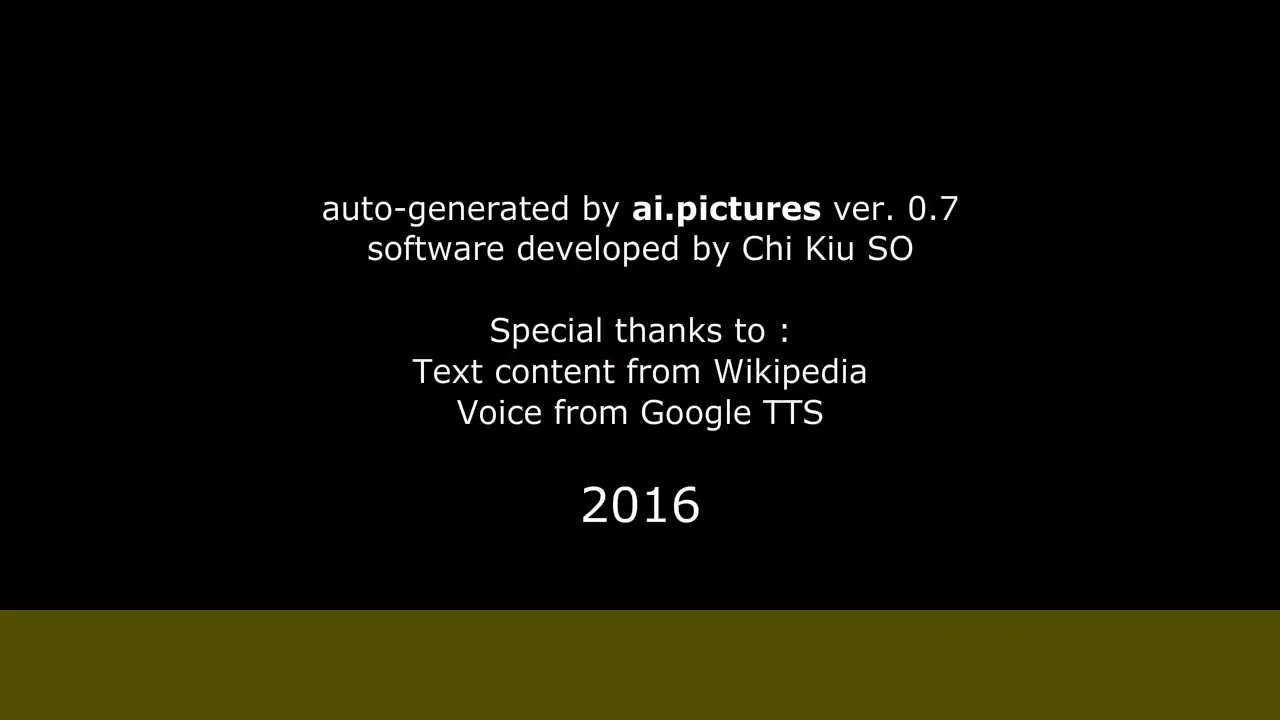 auto-generated by ai.pictures ver. 0.7
software developed by Chi Kiu SO
Special thanks to :
Text content from Wikipedia
Voice from Google TTS
2016